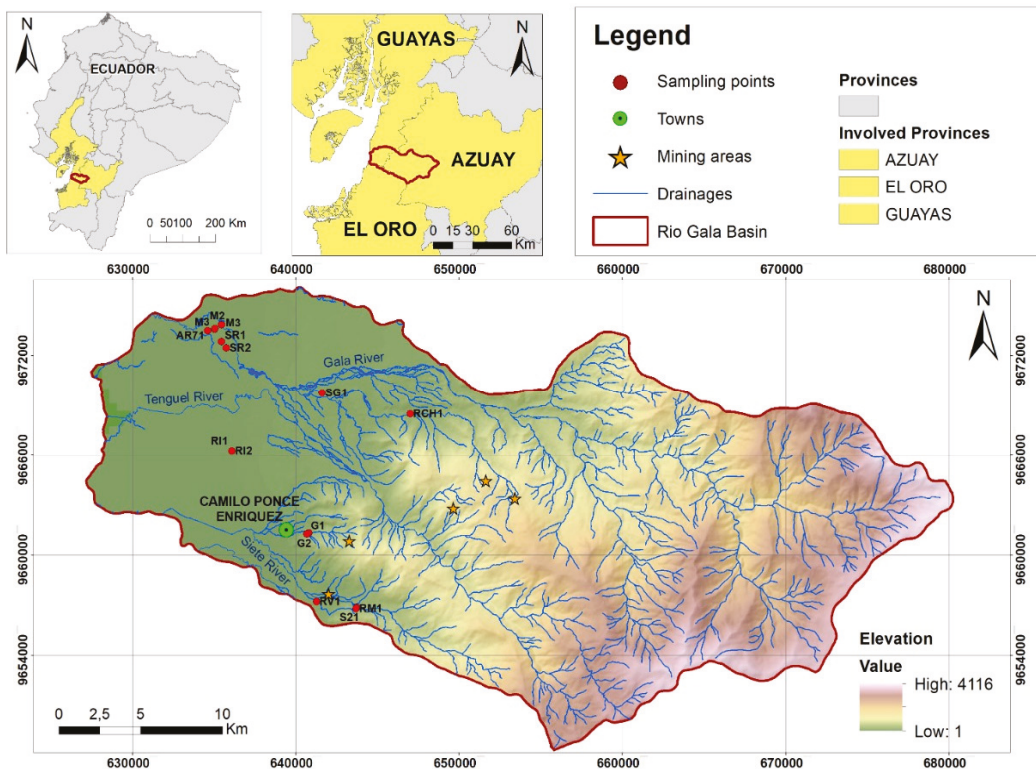 N
ECUADOR
0 50100 200 Km
N
GUAYAS
AZUAY
EL ORO
0 15 30 60
Km
Legend
Sampling points
Towns
Mining areas
Drainages
Rio Gala Basin
Provinces
Involved Provinces
AZUAY
EL ORO
GUAYAS
630000 640000 650000 660000 670000 680000
N
M2
M3 M3
AR71 SR1
SR2
9672000 9672000
Gala River
SG1
Tenguel River
RCH1
RI1
RI2
9666000 9666000
CAMILO PONCE
ENRIQUEZ
G1
G2
9660000 9660000
Siete River
RV1 RM1
S21
9654000 9654000
Elevation
Value
High: 4116
Low: 1
0 2,5 5 10
Km
630000 640000 650000 660000 670000 680000